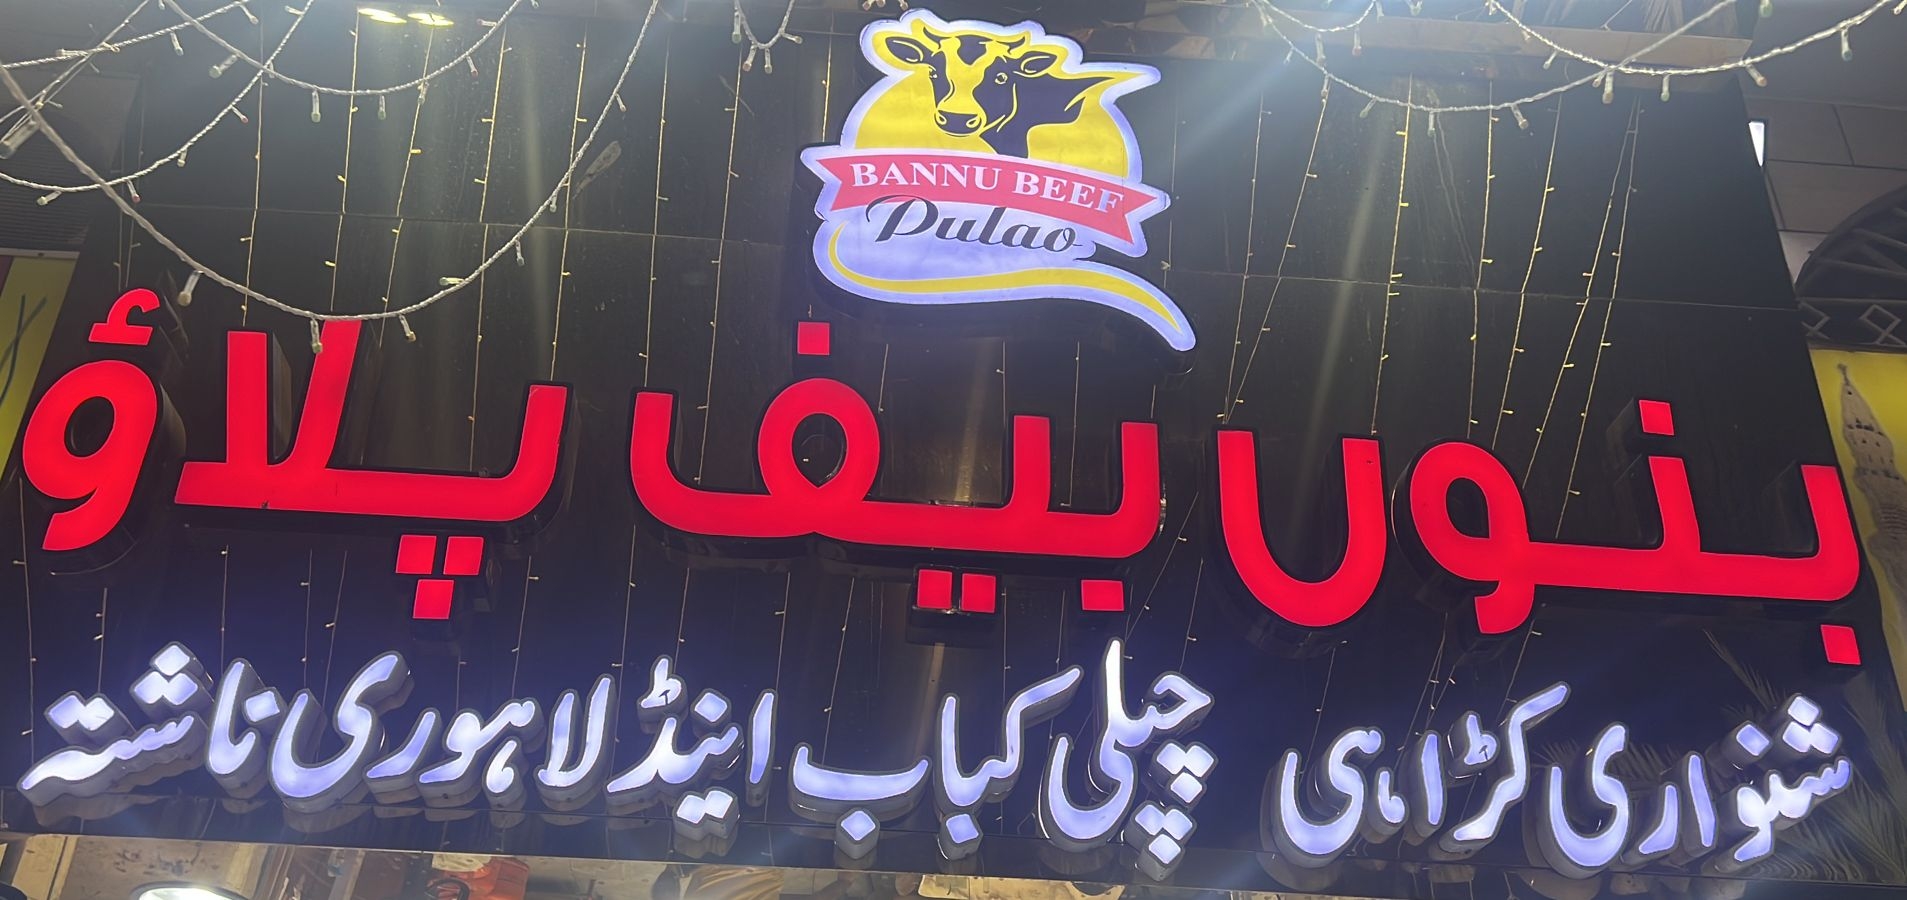 BANNU BEEF
Pulao
بنوں بیف پلاؤ
شنواری کڑاہی چپلی کباب اینڈ لاہوری ناشتہ